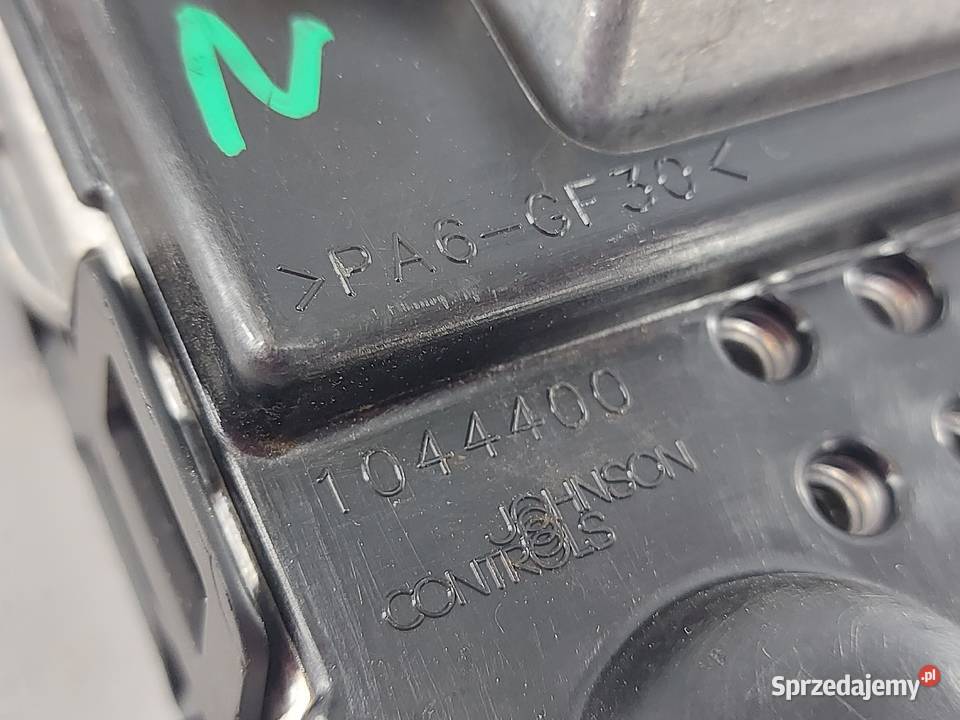 N
>PA6-GF30<
1044400
JOHNSON
CONTROLS
Sprzedajemy.pl